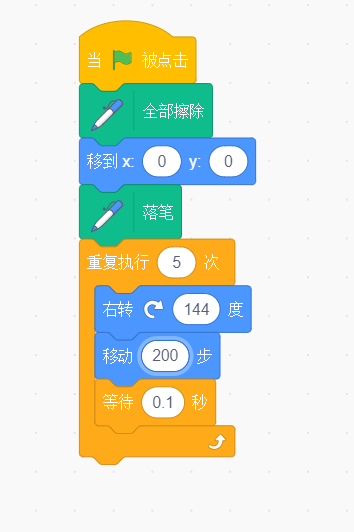 当 被点击
全部擦除
移到 x: 0 y: 0
落笔
重复执行 5 次
右转 144 度
移动 200 步
等待 0.1 秒